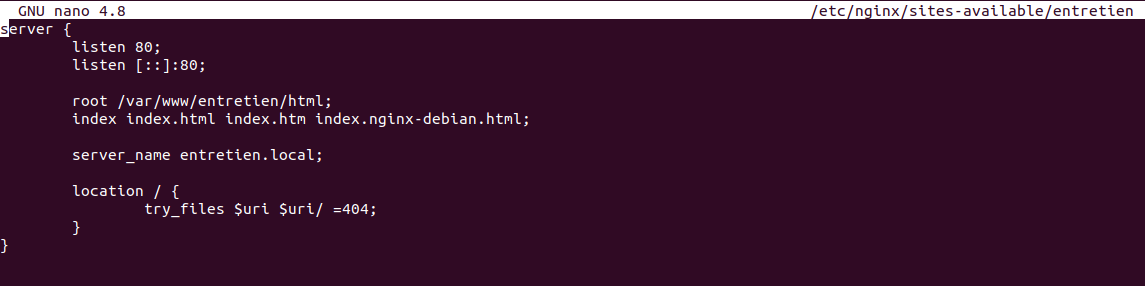 GNU nano 4.8 /etc/nginx/sites-available/entretien
server {
listen 80;
listen [::]:80;
root /var/www/entretien/html;
index index.html index.htm index.nginx-debian.html;
server_name entretien.local;
location / {
try_files $uri $uri/ =404;
}
}